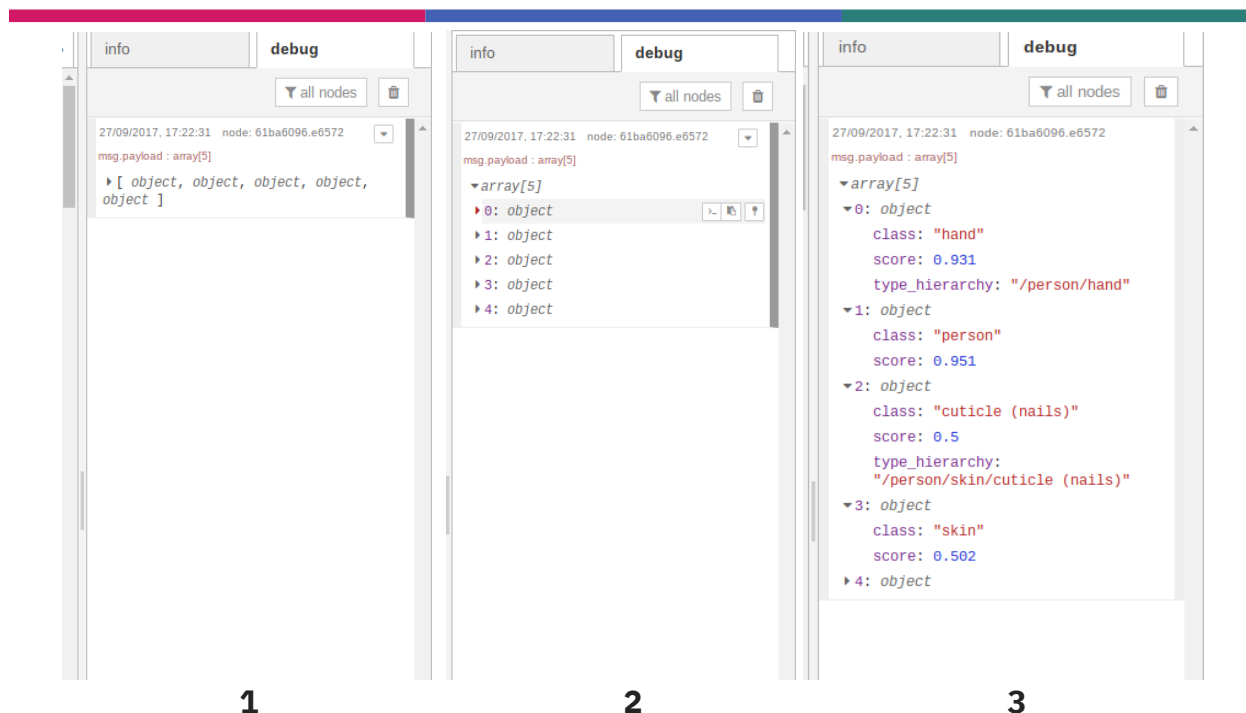 info
debug
all nodes
27/09/2017, 17:22:31 node: 61ba6096.e6572
msg.payload : array[5]
[ object, object, object, object,
object ]
1
info
debug
all nodes
27/09/2017, 17:22:31 node: 61ba6096.e6572
msg.payload : array[5]
array[5]
0: object
1: object
2: object
3: object
4: object
2
info
debug
all nodes
27/09/2017, 17:22:31 node: 61ba6096.e6572
msg.payload : array[5]
array[5]
0: object
class: "hand"
score: 0.931
type_hierarchy: "/person/hand"
1: object
class: "person"
score: 0.951
2: object
class: "cuticle (nails)"
score: 0.5
type_hierarchy:
"/person/skin/cuticle (nails)"
3: object
class: "skin"
score: 0.502
4: object
3